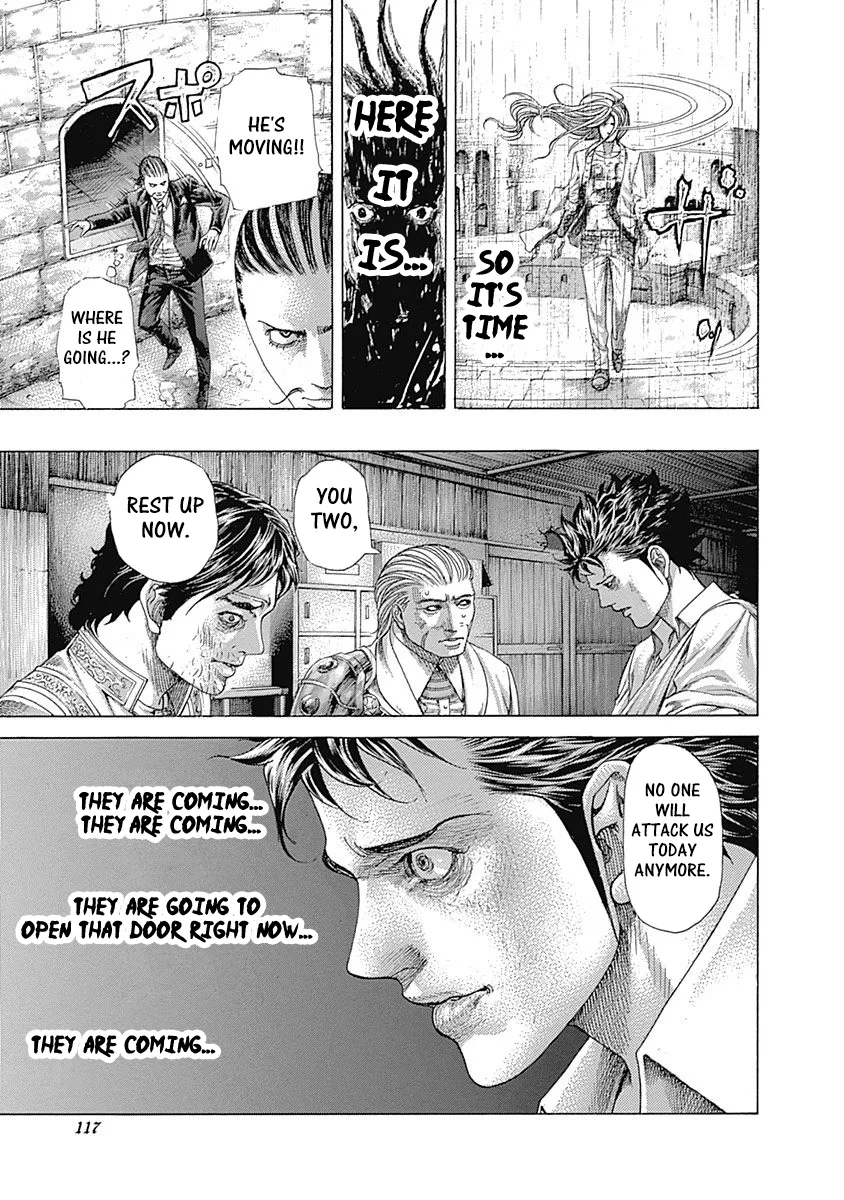 SO
IT'S
TIME
...
ザ
HERE
IT
IS...
HE'S
MOVING!!
スポ
WHERE
IS HE
GOING...?
YOU
TWO,
REST UP
NOW.
NO ONE
WILL
ATTACK US
TODAY
ANYMORE.
THEY ARE COMING...
THEY ARE COMING...
THEY ARE GOING TO
OPEN THAT DOOR RIGHT NOW...
THEY ARE COMING...
117